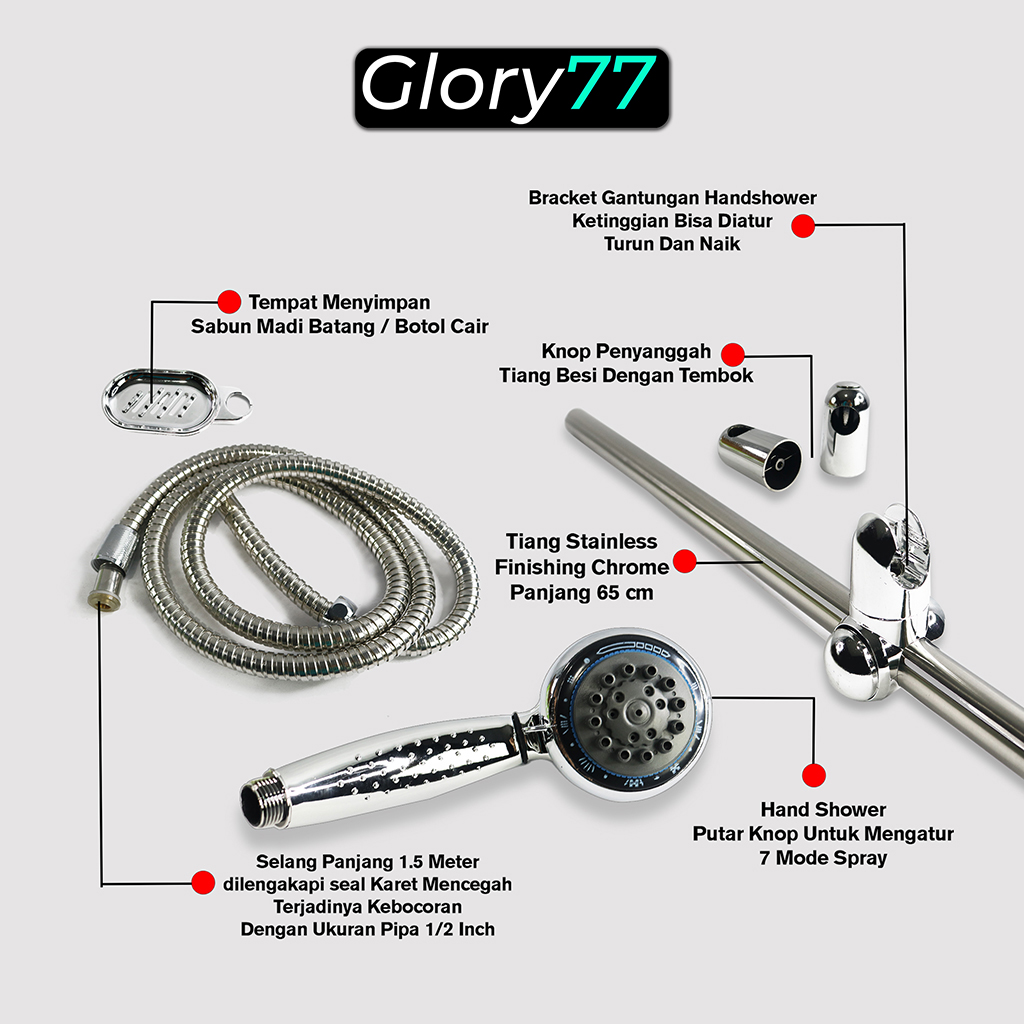 Glory77
Bracket Gantungan Handshower
Ketinggian Bisa Diatur
Turun Dan Naik
Tempat Menyimpan
Sabun Madi Batang / Botol Cair
Knop Penyanggah
Tiang Besi Dengan Tembok
Tiang Stainless
Finishing Chrome
Panjang 65 cm
Hand Shower
Putar Knop Untuk Mengatur
7 Mode Spray
Selang Panjang 1.5 Meter
dilengakapi seal Karet Mencegah
Terjadinya Kebocoran
Dengan Ukuran Pipa 1/2 Inch